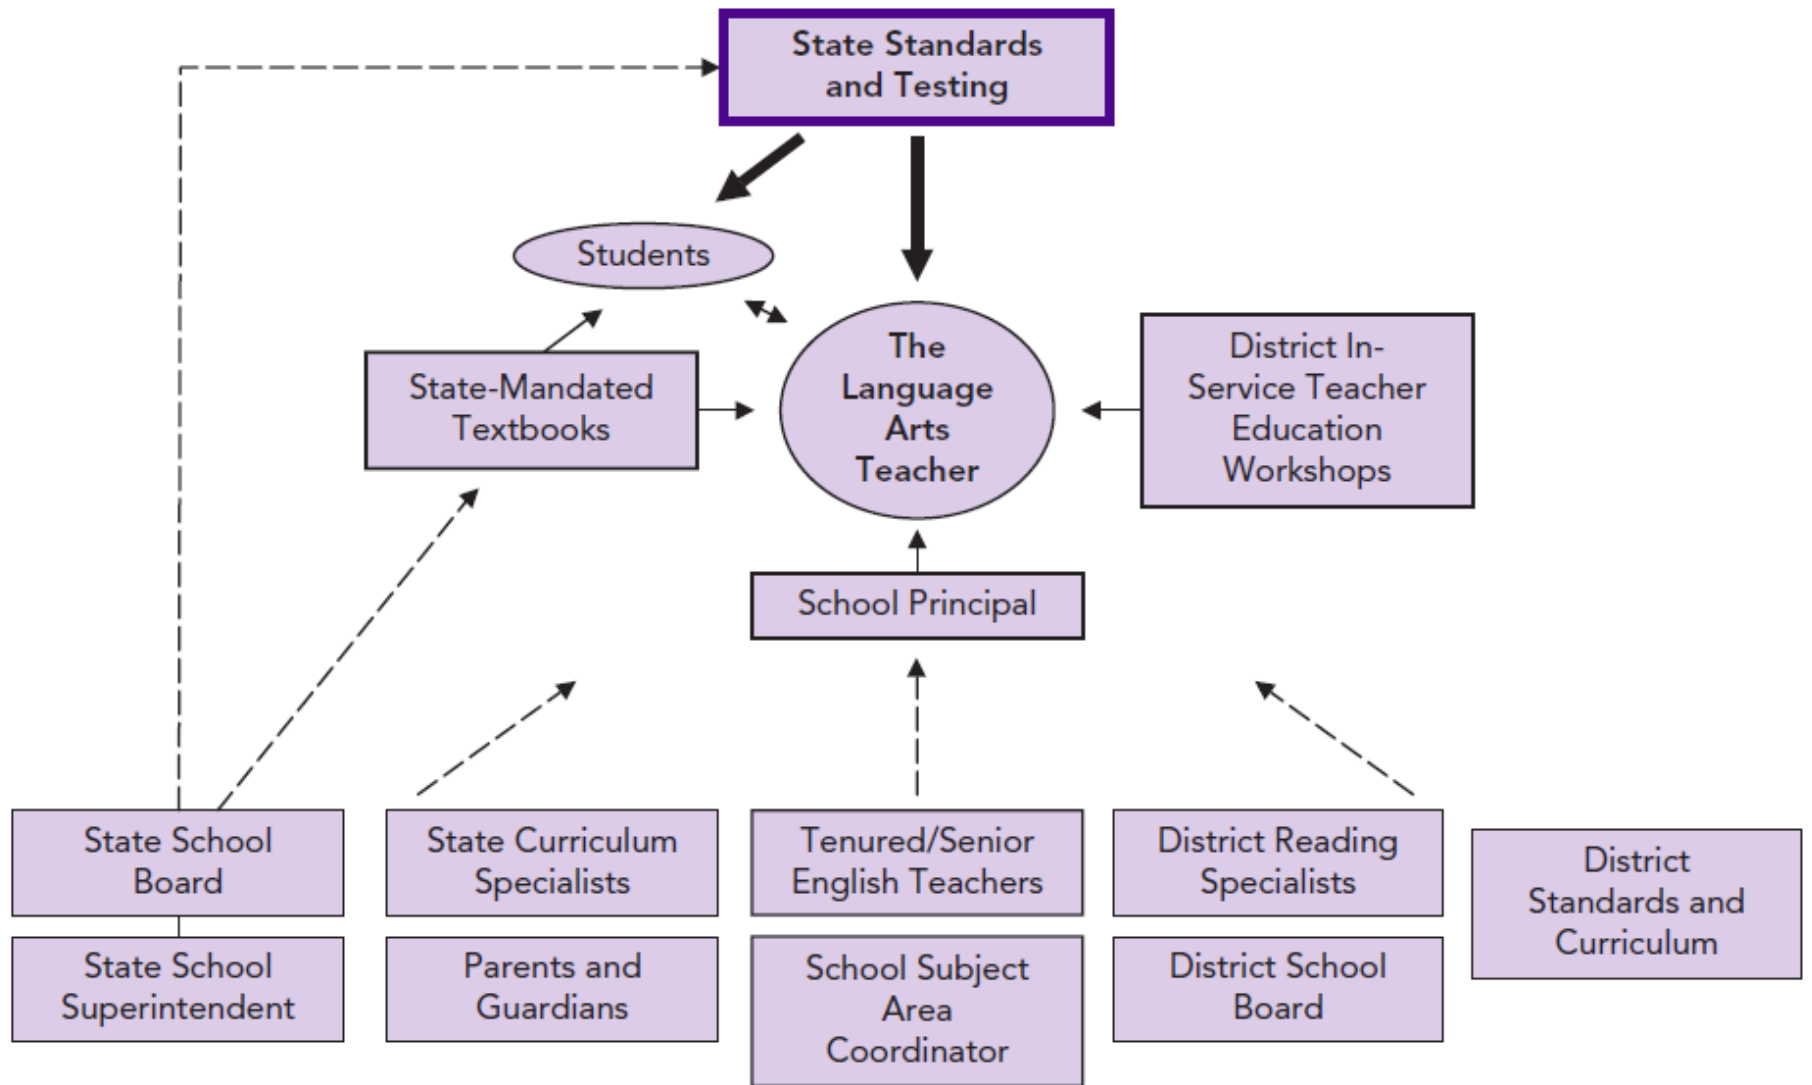 State Standards
and Testing
Students
The
Language
Arts
Teacher
State-Mandated
Textbooks
District In-
Service Teacher
Education
Workshops
School Principal
State School
Board
State Curriculum
Specialists
Tenured/Senior
English Teachers
District Reading
Specialists
District
Standards and
Curriculum
State School
Superintendent
Parents and
Guardians
School Subject
Area
Coordinator
District School
Board